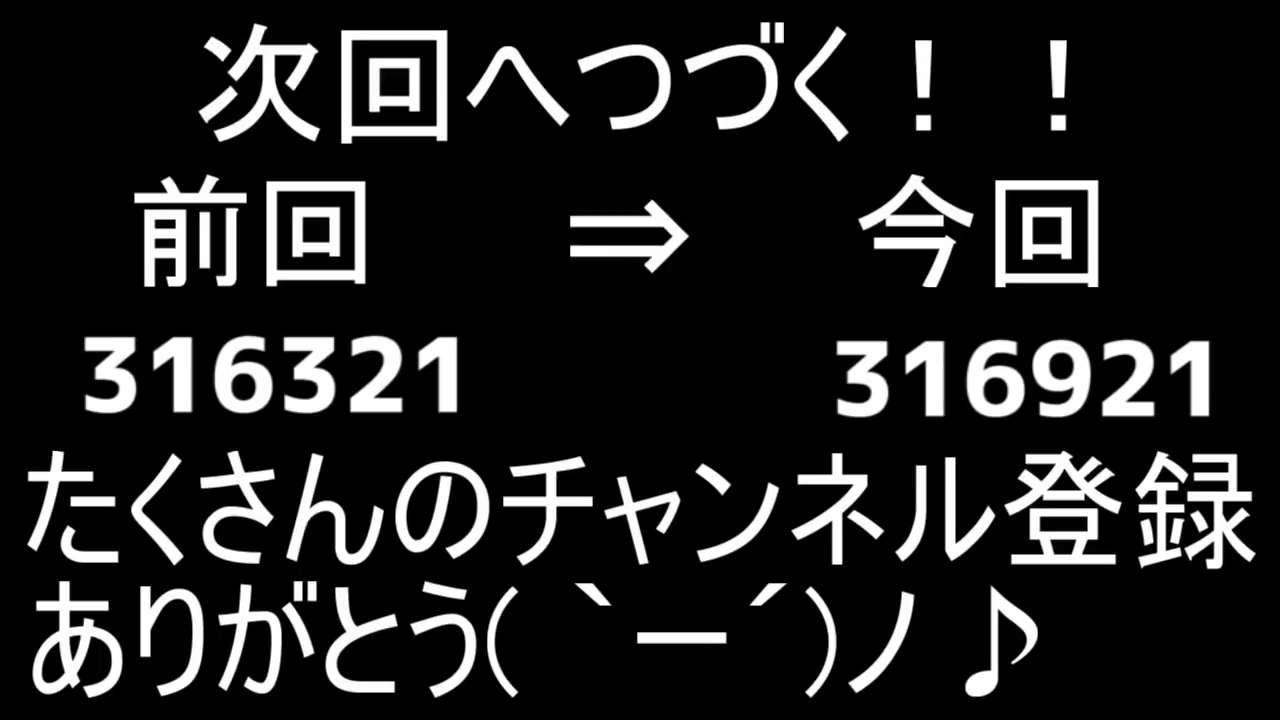 次回へつづく！！
前回 ⇒ 今回
316321 316921
たくさんのチャンネル登録
ありがとう(｀ー´)ノ♪